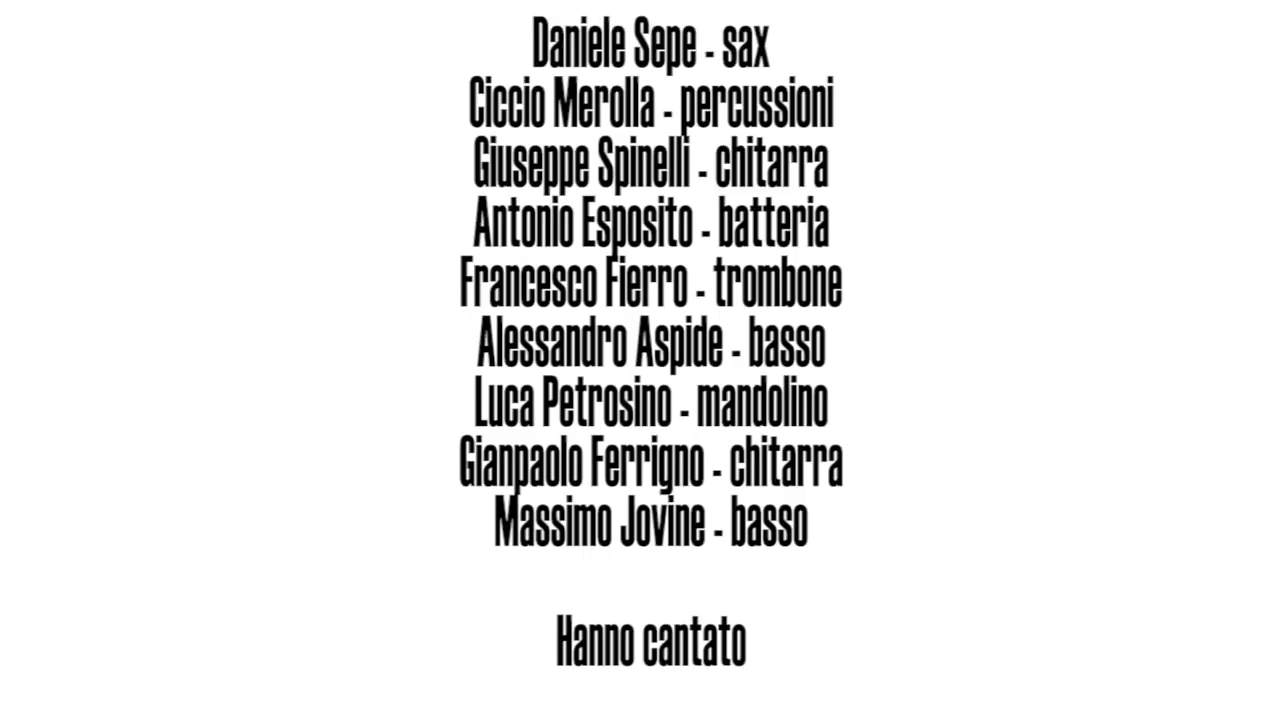 Daniele Sepe - sax
Ciccio Merolla - percussioni
Giuseppe Spinelli - chitarra
Antonio Esposito - batteria
Francesco Fierro - trombone
Alessandro Aspide - basso
Luca Petrosino - mandolino
Gianpaolo Ferrigno - chitarra
Massimo Jovine - basso
Hanno cantato